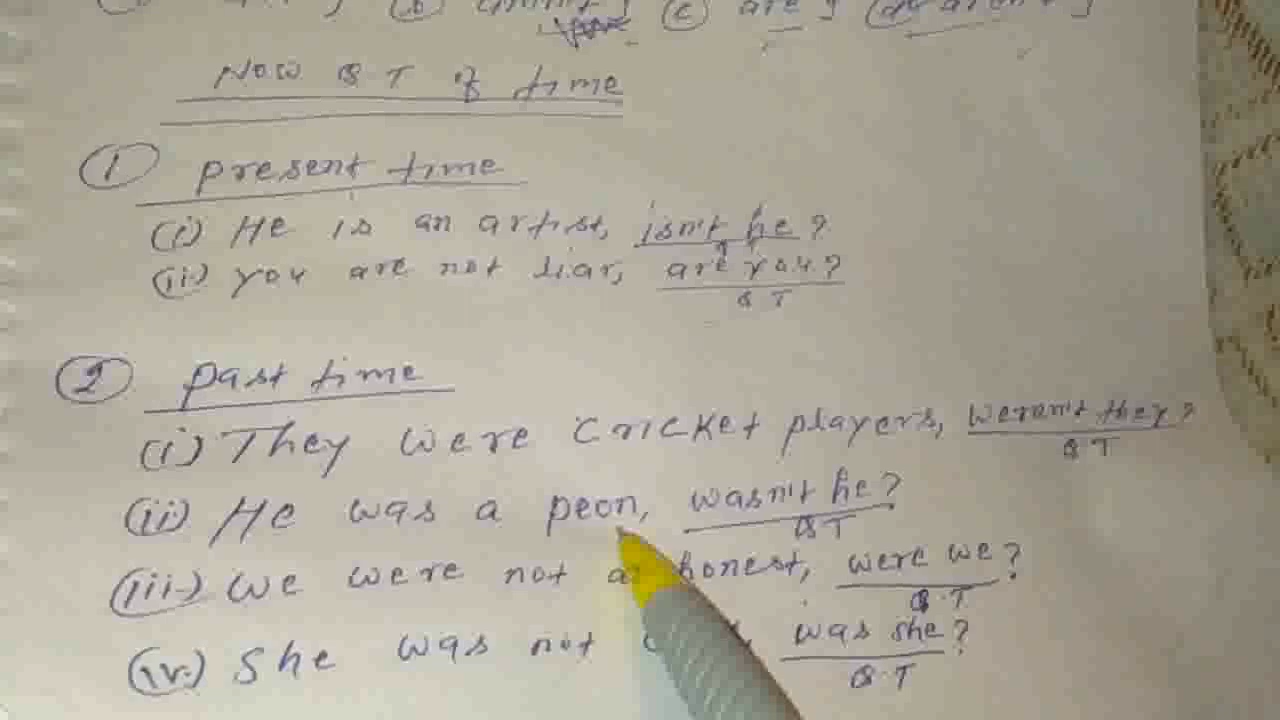 (c) are
Now Q T of time
(1) present time
(i) He is an artist, isn't he?
(ii) you are not liar, are you?
Q T
(2) past time
(i) They were cricket players, weren't they?
Q T
(ii) He was a peon, wasn't he?
Q T
(iii) we were not honest, were we?
Q.T
(iv.) She was not was she?
Q.T